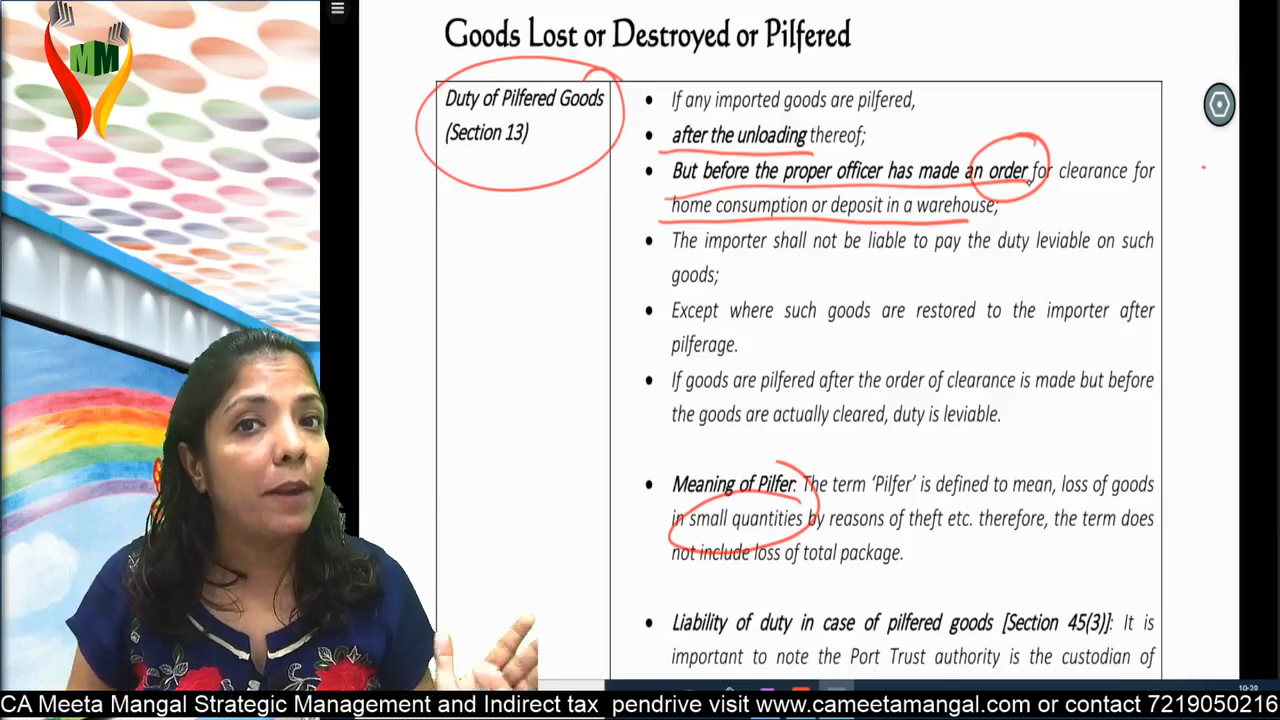 MM
Goods Lost or Destroyed or Pilfered
Duty of Pilfered Goods
(Section 13)
• If any imported goods are pilfered,
• after the unloading thereof;
• But before the proper officer has made an order for clearance for
home consumption or deposit in a warehouse;
• The importer shall not be liable to pay the duty leviable on such
goods;
• Except where such goods are restored to the importer after
pilferage.
• If goods are pilfered after the order of clearance is made but before
the goods are actually cleared, duty is leviable.
• Meaning of Pilfer: The term ‘Pilfer’ is defined to mean, loss of goods
in small quantities by reasons of theft etc. therefore, the term does
not include loss of total package.
• Liability of duty in case of pilfered goods [Section 45(3)]: It is
important to note the Port Trust authority is the custodian of
CA Meeta Mangal Strategic Management and Indirect tax pendrive visit www.cameetamangal.com or contact 7219050216